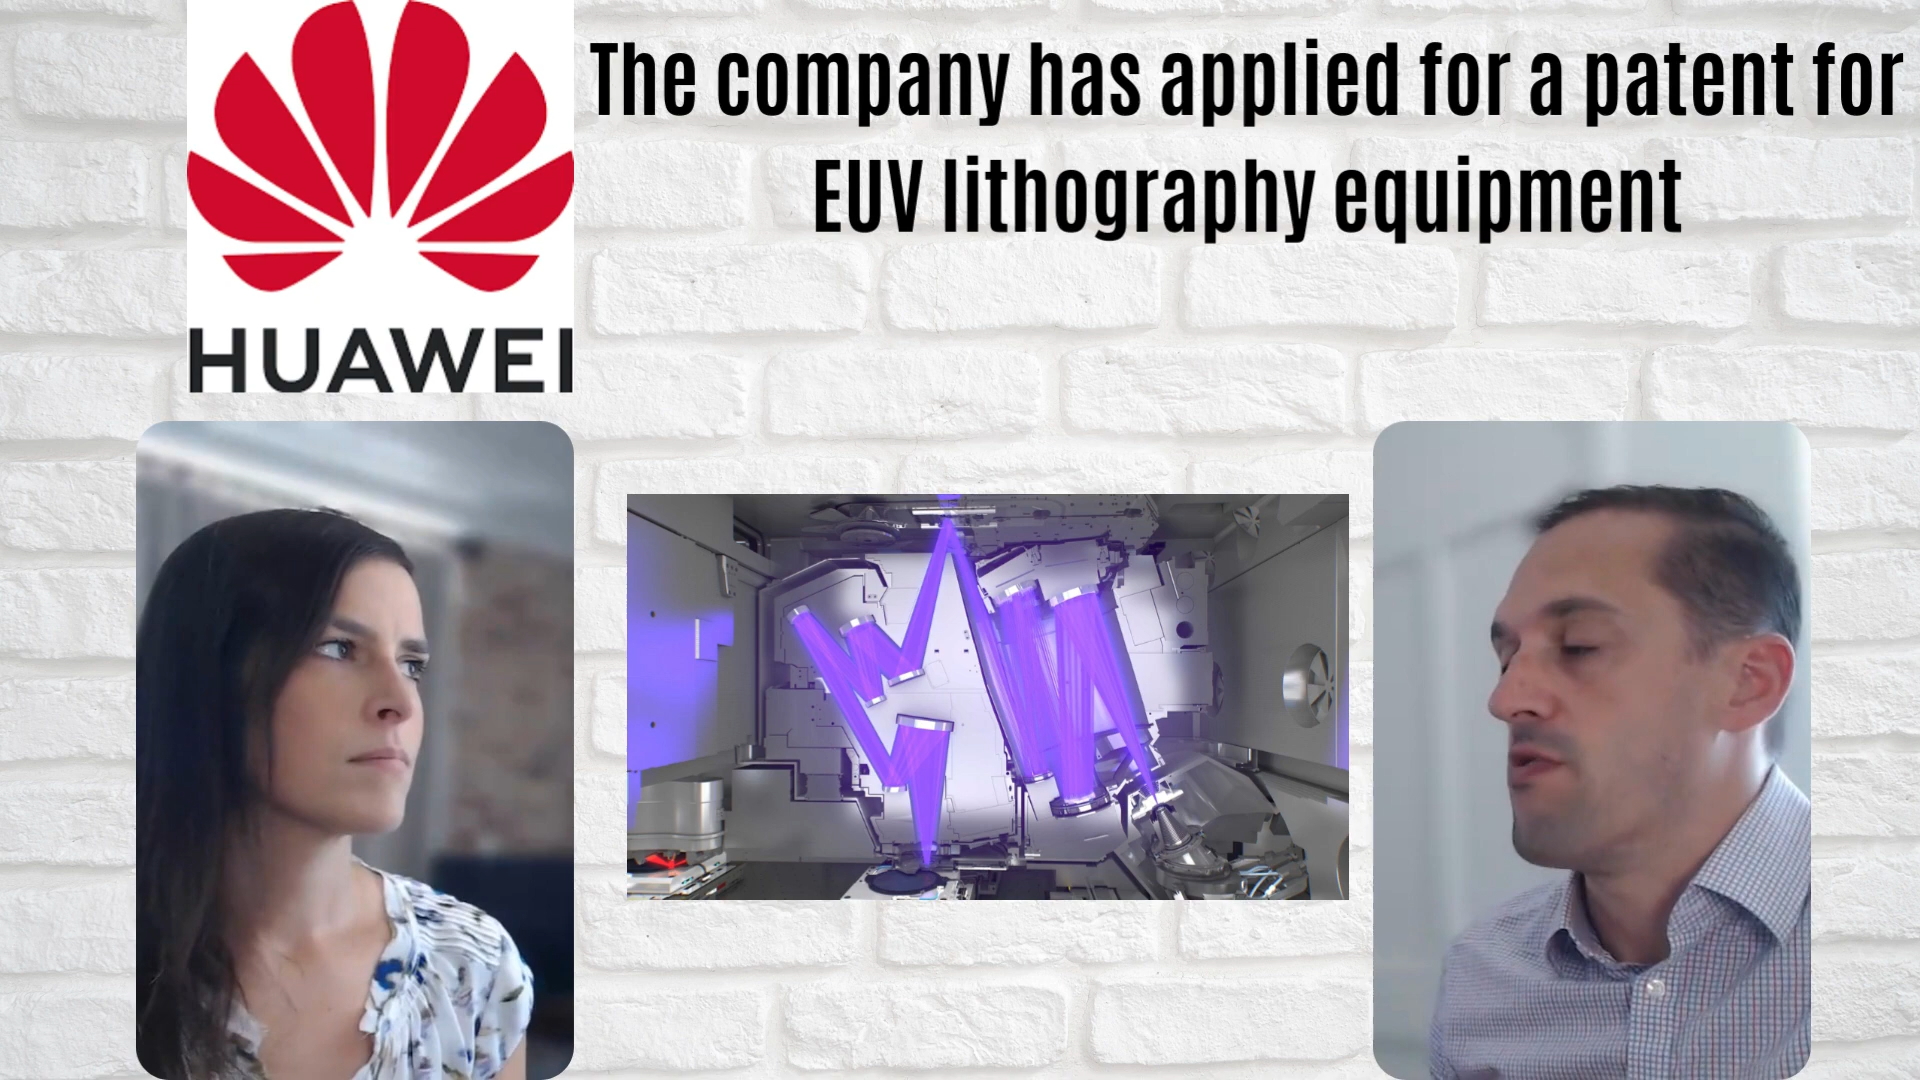 The company has applied for a patent for
EUV lithography equipment
HUAWEI